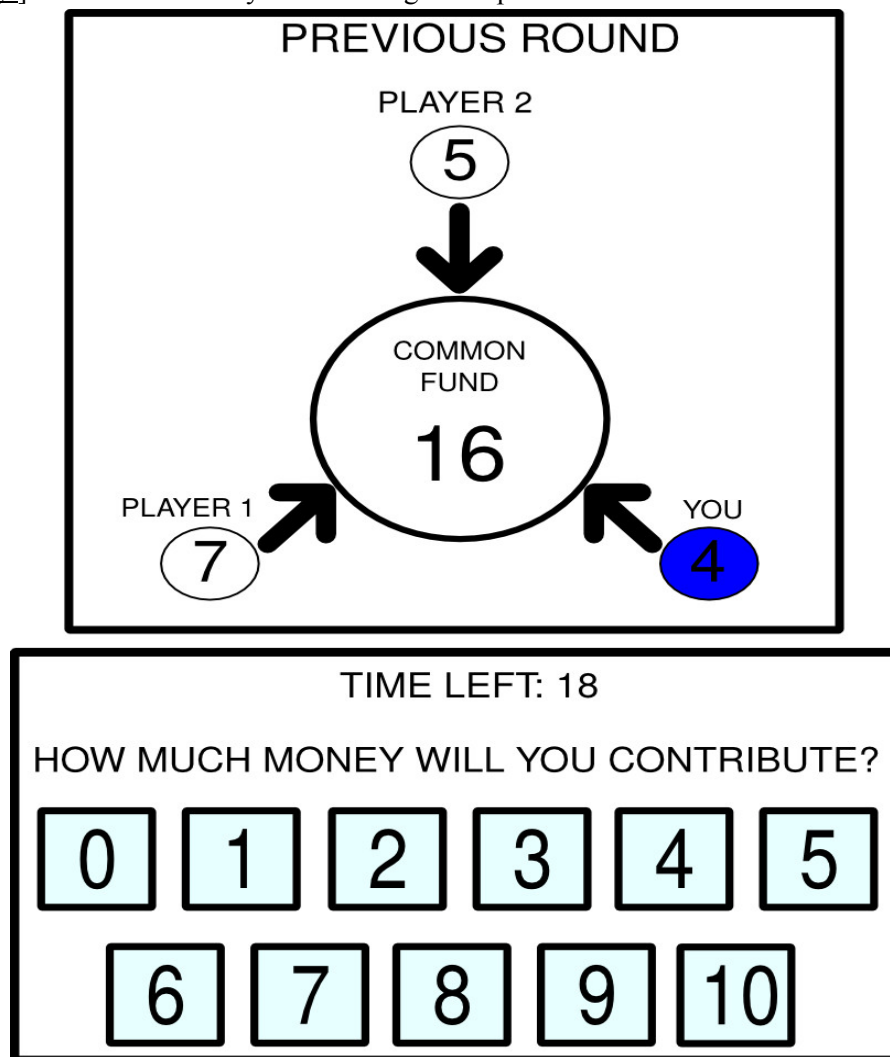 PREVIOUS ROUND
PLAYER 2
5
COMMON
FUND
16
PLAYER 1
YOU
7
4
TIME LEFT: 18
HOW MUCH MONEY WILL YOU CONTRIBUTE?
0 1 2 3 4 5
6 7 8 9 10